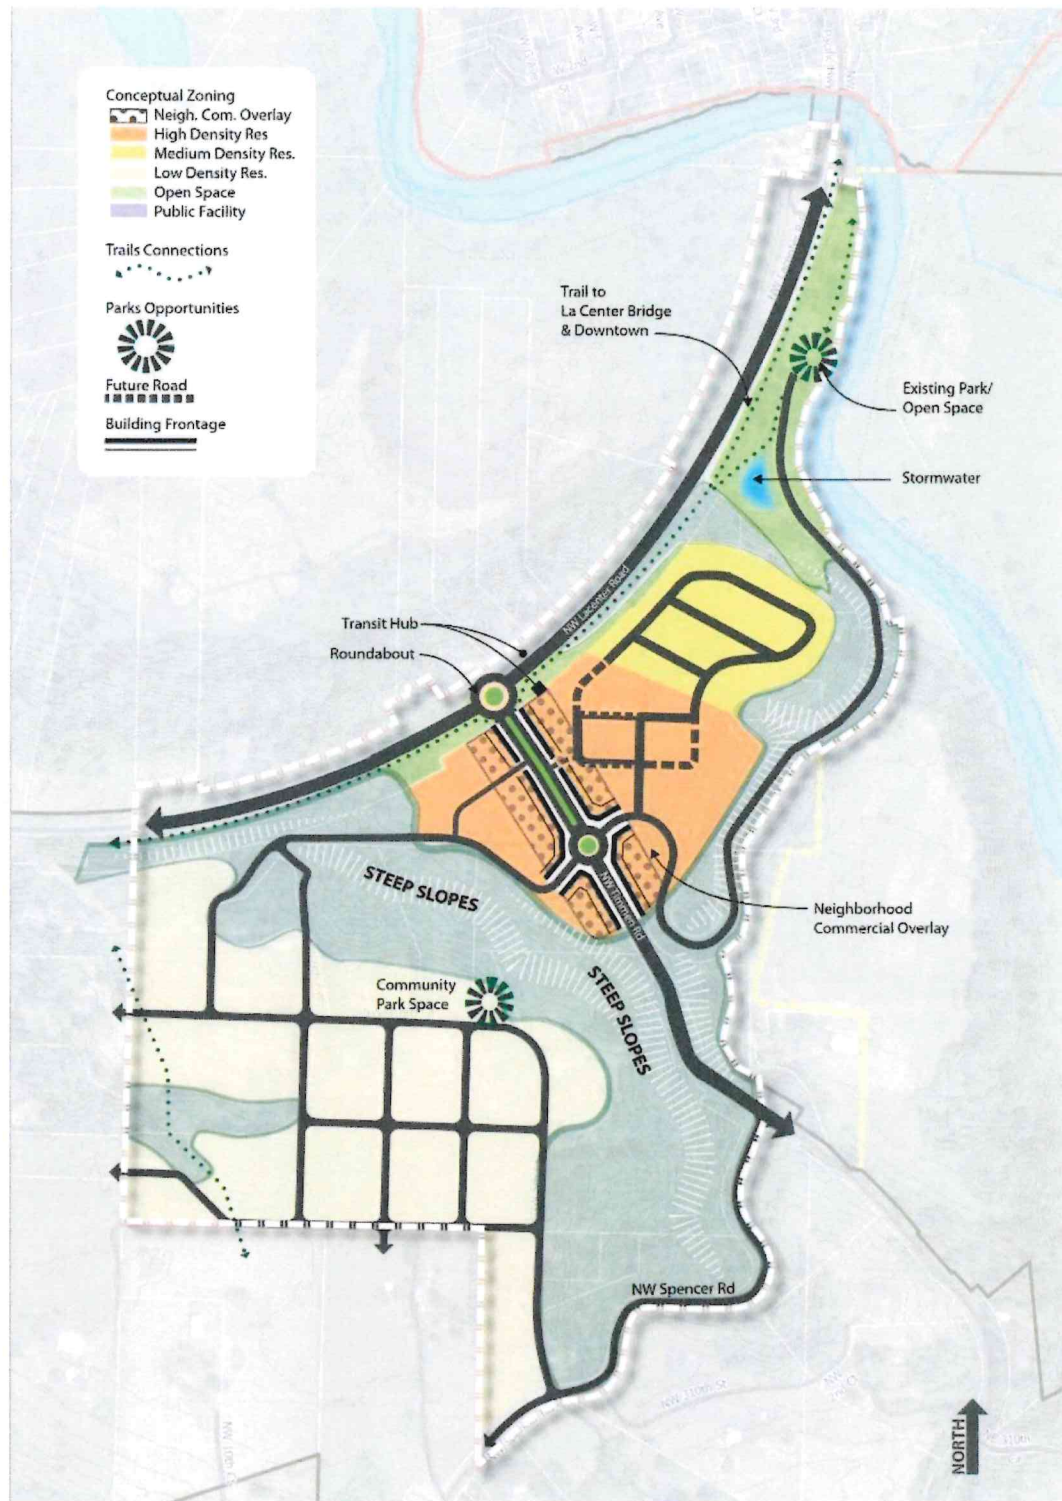 Conceptual Zoning
Neigh. Com. Overlay
High Density Res
Medium Density Res.
Low Density Res.
Open Space
Public Facility
Trails Connections
Parks Opportunities
Future Road
Building Frontage
Trail to
La Center Bridge
& Downtown
Existing Park/
Open Space
Stormwater
NW Lacenter Road
Transit Hub
Roundabout
STEEP SLOPES
NW Timmen Rd
Neighborhood
Commercial Overlay
Community
Park Space
STEEP SLOPES
NW Spencer Rd
NORTH